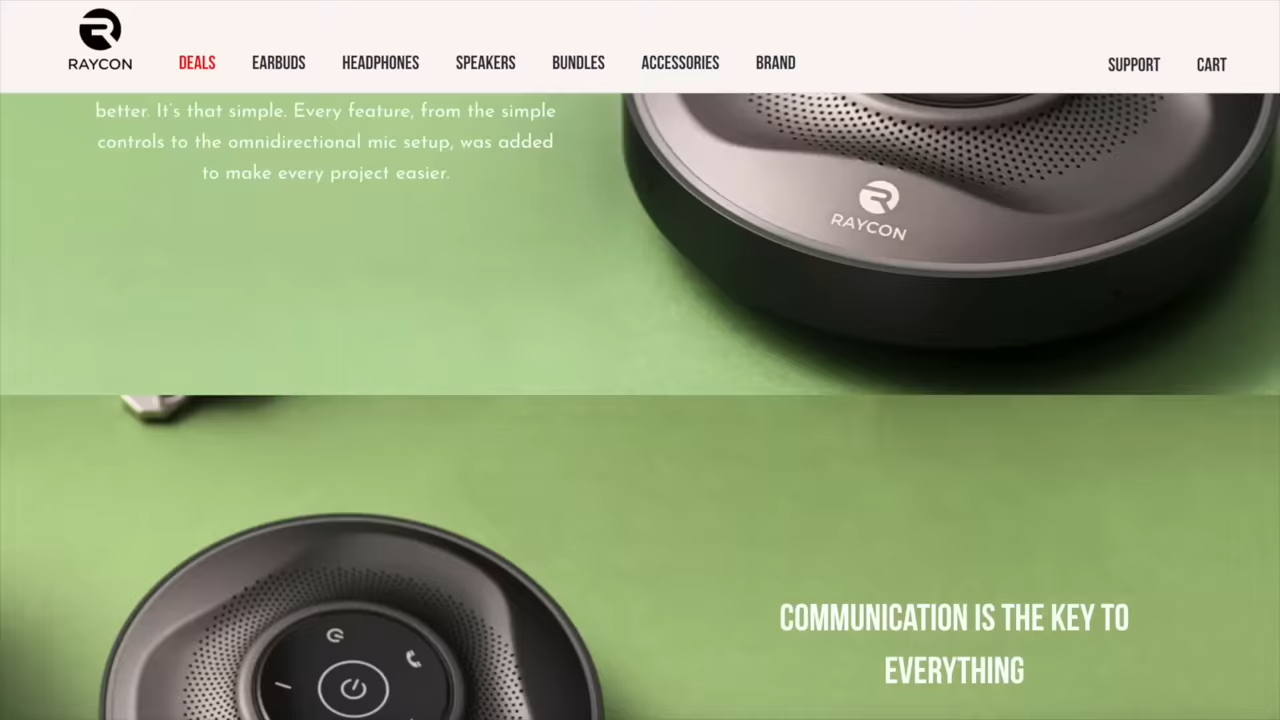 RAYCON
DEALS EARBUDS HEADPHONES SPEAKERS BUNDLES ACCESSORIES BRAND SUPPORT CART
better. It's that simple. Every feature, from the simple
controls to the omnidirectional mic setup, was added
to make every project easier.
RAYCON
COMMUNICATION IS THE KEY TO
EVERYTHING